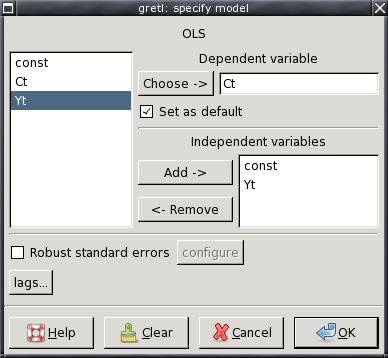 gretl: specify model
OLS
const
Ct
Yt
Dependent variable
Choose -> Ct
Set as default
Independent variables
Add ->
<- Remove
const
Yt
Robust standard errors configure
lags...
Help Clear Cancel OK